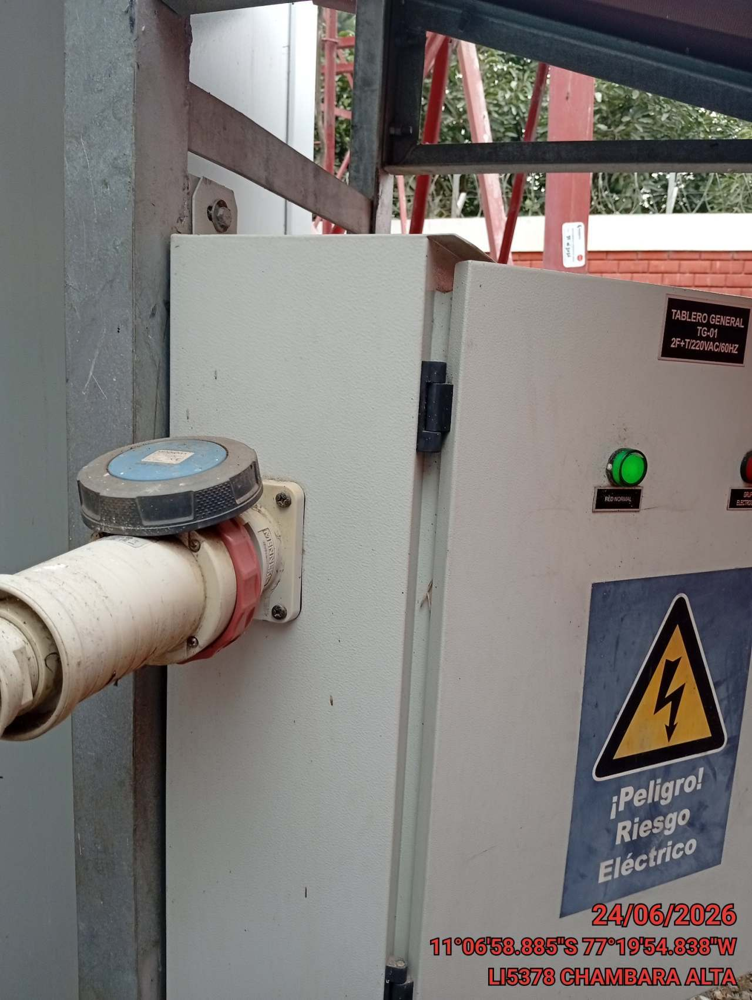 TABLERO GENERAL
TG-01
2F+T/220VAC/60HZ
RED NORMAL
MENNEKES
¡Peligro!
Riesgo
Eléctrico
24/06/2026
11°06'58.885"S 77°19'54.838"W
LI5378 CHAMBARA ALTA